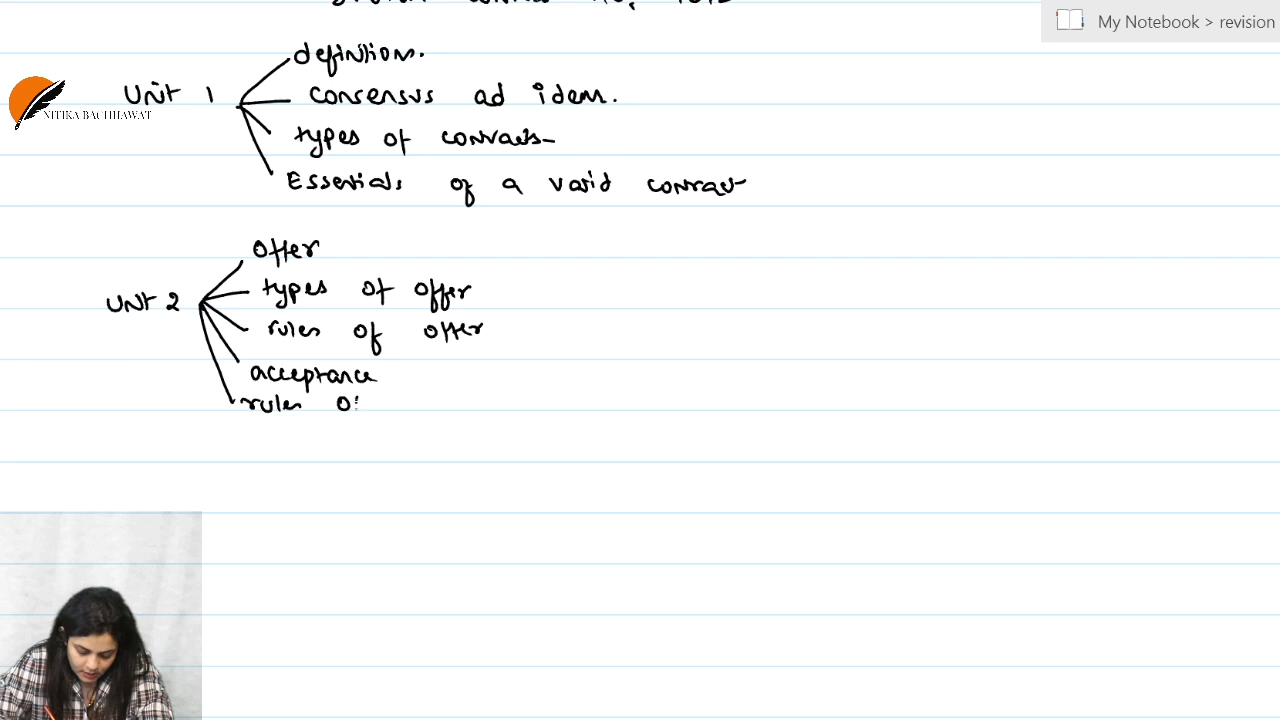 My Notebook > revision
definitions.
Unit 1
consensus ad idem.
NITIKA BACHHAWAT
types of contracts
Essentials of a valid contract
Offer
Unit 2
types of offer
rules of offer
acceptance
rules of